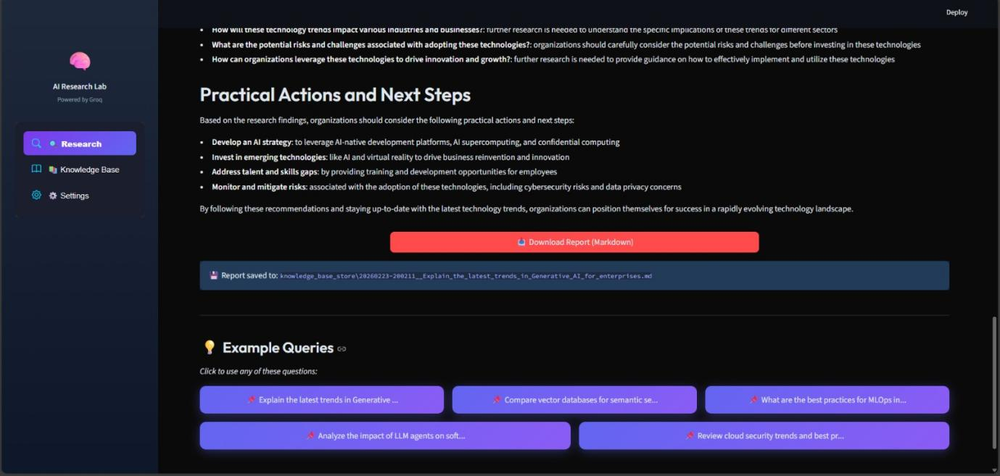 Deploy
AI Research Lab
Powered by Groq
Research
Knowledge Base
Settings
How will these technology trends impact various industries and businesses?: further research is needed to understand the specific implications of these trends for different sectors
What are the potential risks and challenges associated with adopting these technologies?: organizations should carefully consider the potential risks and challenges before investing in these technologies
How can organizations leverage these technologies to drive innovation and growth?: further research is needed to provide guidance on how to effectively implement and utilize these technologies
Practical Actions and Next Steps
Based on the research findings, organizations should consider the following practical actions and next steps:
Develop an AI strategy: to leverage AI-native development platforms, AI supercomputing, and confidential computing
Invest in emerging technologies: like AI and virtual reality to drive business reinvention and innovation
Address talent and skills gaps: by providing training and development opportunities for employees
Monitor and mitigate risks: associated with the adoption of these technologies, including cybersecurity risks and data privacy concerns
By following these recommendations and staying up-to-date with the latest technology trends, organizations can position themselves for success in a rapidly evolving technology landscape.
Download Report (Markdown)
Report saved to: knowledge_base_store\20260223-200211__Explain_the_latest_trends_in_Generative_AI_for_enterprises.md
Example Queries
Click to use any of these questions:
Explain the latest trends in Generative ...
Compare vector databases for semantic se...
What are the best practices for MLOps in...
Analyze the impact of LLM agents on soft...
Review cloud security trends and best pr...